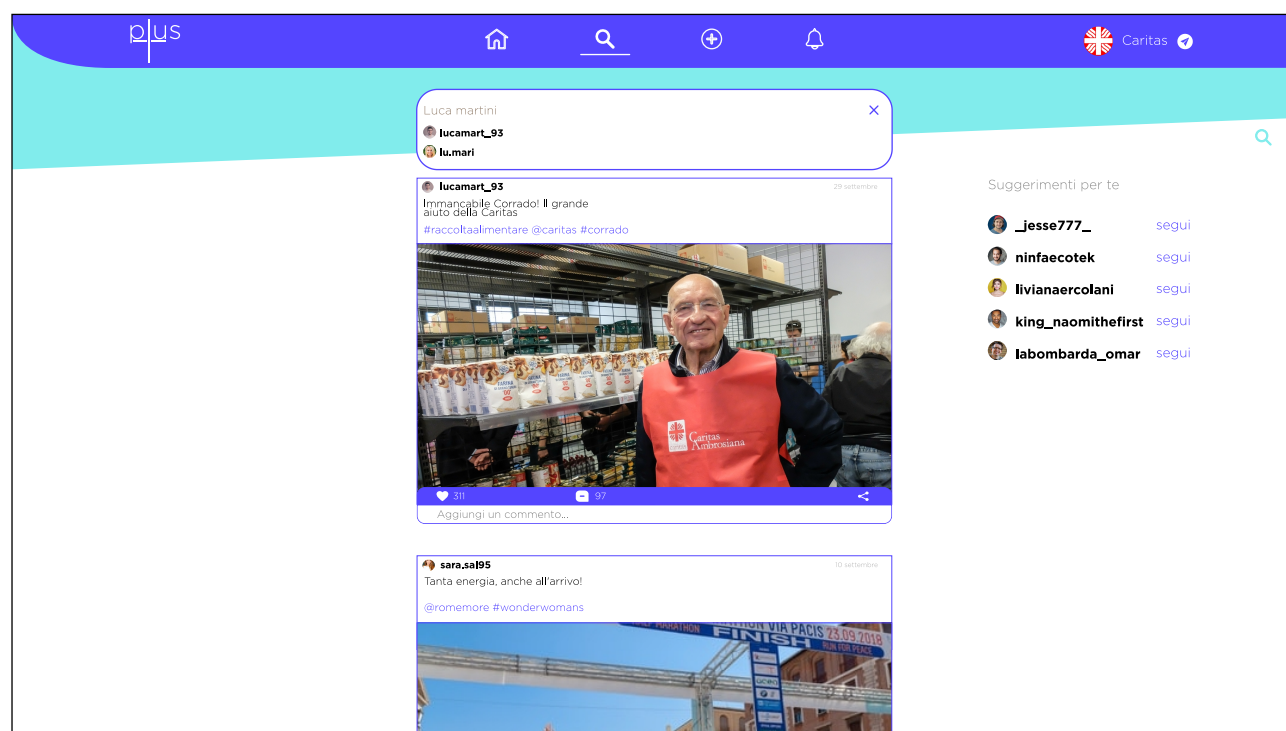 plus
Caritas
Luca martini
lucamart_93
lu.mari
lucamart_93
29 settembre
Immancabile Corrado! Il grande
aiuto della Caritas
#raccoltaalimentare @caritas #corrado
FARINA
Caritas
Ambrosiana
311
97
Aggiungi un commento...
sara.sal95
10 settembre
Tanta energia, anche all'arrivo!
@romemore #wonderwomans
VIA PACIS 23.09.2018
FINISH
RUN FOR PEACE
Suggerimenti per te
_jesse777_ segui
ninfaecotek segui
livianaercolani segui
king_naomithefirst segui
labombarda_omar segui